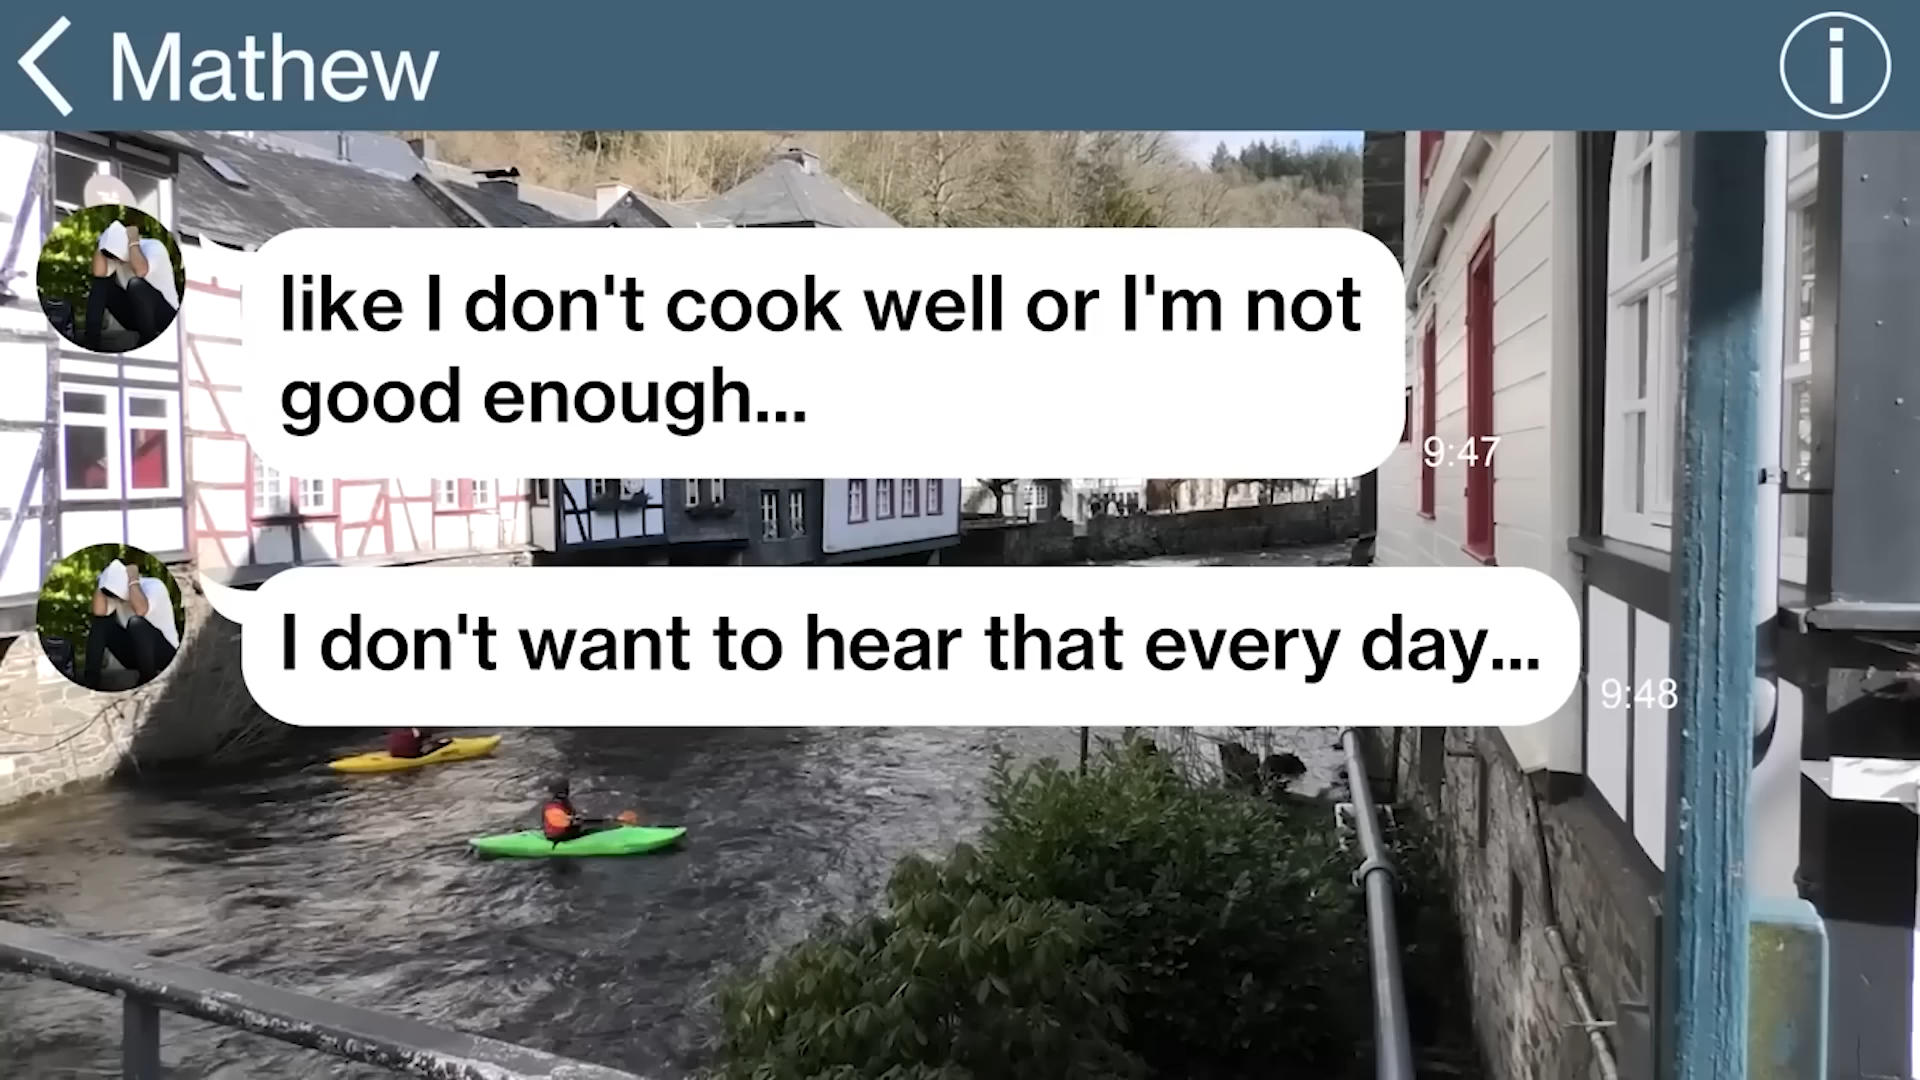 Mathew
like I don't cook well or I'm not
good enough...
9:47
I don't want to hear that every day...
9:48